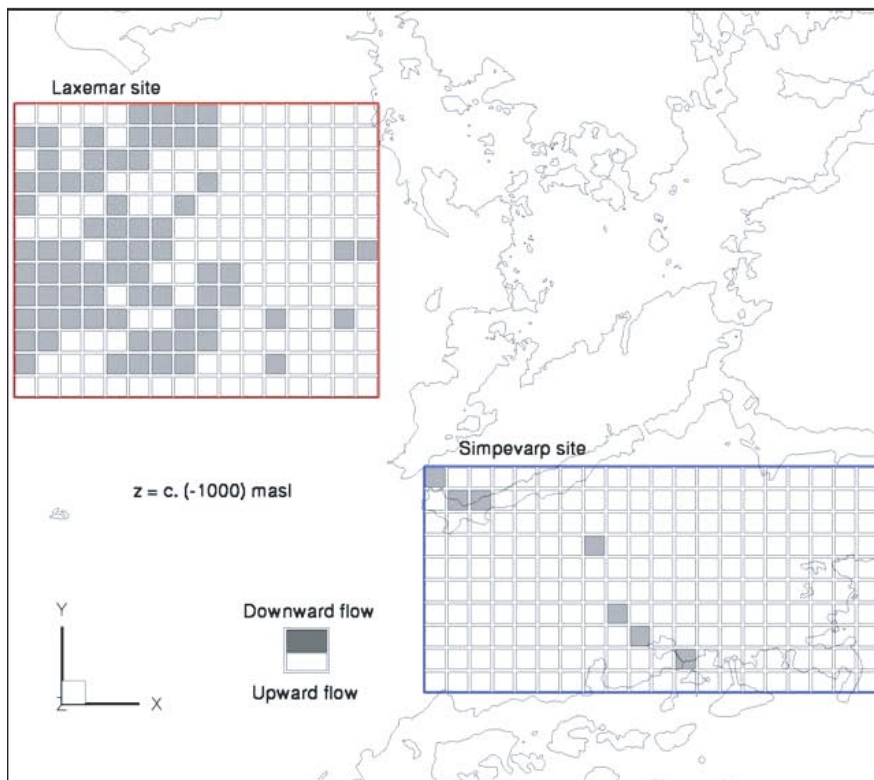 Laxemar site
Simpevarp site
z = c. (-1000) masl
Downward flow
Upward flow
Y
Z
X